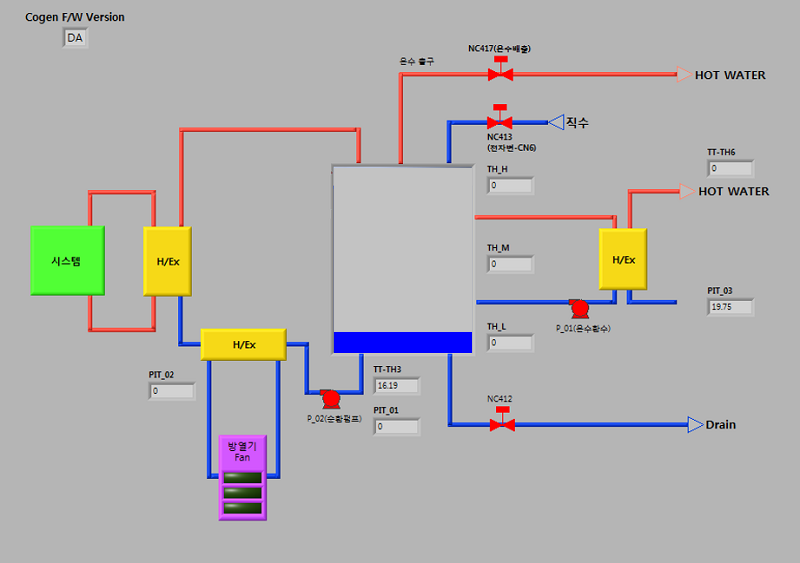 Cogen F/W Version
DA
NC417(온수배출)
온수 출구
HOT WATER
NC413
(전자변-CN6)
직수
TT-TH6
0
TH_H
0
HOT WATER
시스템
H/Ex
H/Ex
TH_M
0
PIT_03
19.75
P_01(온수환수)
H/Ex
TH_L
0
PIT_02
0
TT-TH3
16.19
P_02(순환펌프)
PIT_01
0
NC412
Drain
방열기
Fan